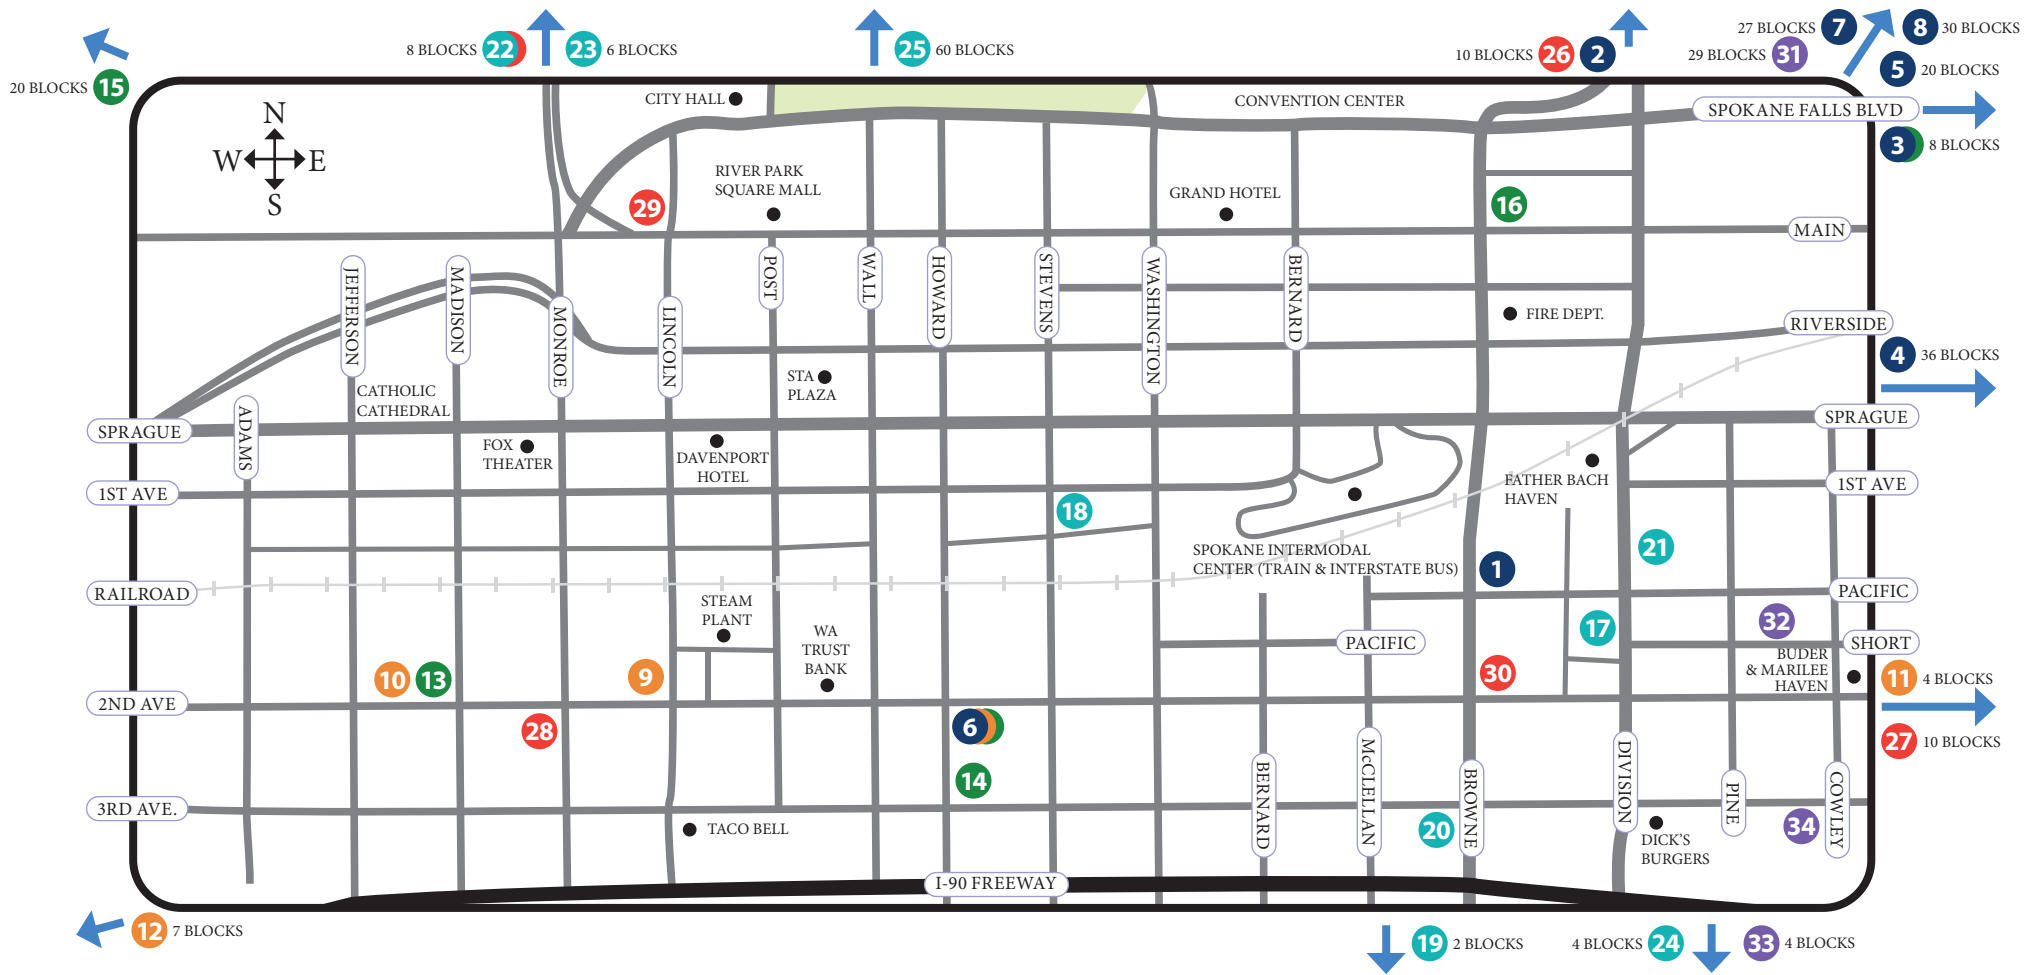 8 BLOCKS 22
23 6 BLOCKS
25 60 BLOCKS
10 BLOCKS 26 2
27 BLOCKS 7
8 30 BLOCKS
29 BLOCKS 31
5 20 BLOCKS
20 BLOCKS 15
CITY HALL
CONVENTION CENTER
SPOKANE FALLS BLVD
3 8 BLOCKS
N
W E
S
RIVER PARK
SQUARE MALL
GRAND HOTEL
29
16
MAIN
JEFFERSON
MADISON
MONROE
LINCOLN
POST
WALL
HOWARD
STEVENS
WASHINGTON
BERNARD
FIRE DEPT.
RIVERSIDE
4 36 BLOCKS
STA
PLAZA
CATHOLIC
CATHEDRAL
ADAMS
SPRAGUE
SPRAGUE
FOX
THEATER
DAVENPORT
HOTEL
FATHER BACH
HAVEN
1ST AVE
1ST AVE
18
21
SPOKANE INTERMODAL
CENTER (TRAIN & INTERSTATE BUS)
1
RAILROAD
PACIFIC
STEAM
PLANT
WA
TRUST
BANK
17
32
PACIFIC
SHORT
BUDER
& MARILEE
HAVEN
10 13
9
30
11 4 BLOCKS
2ND AVE
28
6
27 10 BLOCKS
14
BERNARD
McCLELLAN
BROWNE
DIVISION
PINE
COWLEY
3RD AVE.
TACO BELL
20
34
DICK'S
BURGERS
I-90 FREEWAY
12 7 BLOCKS
19 2 BLOCKS
4 BLOCKS 24
33 4 BLOCKS